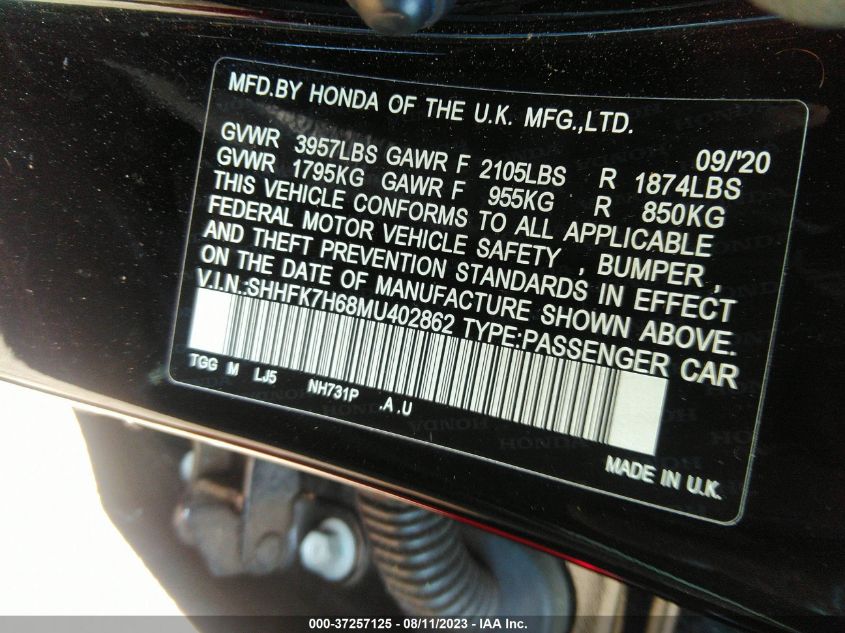 MFD.BY HONDA OF THE U.K. MFG.,LTD.
09/'20
GVWR 3957LBS GAWR F 2105LBS R 1874LBS
GVWR 1795KG GAWR F 955KG R 850KG
THIS VEHICLE CONFORMS TO ALL APPLICABLE
FEDERAL MOTOR VEHICLE SAFETY , BUMPER ,
AND THEFT PREVENTION STANDARDS IN EFFECT
ON THE DATE OF MANUFACTURE SHOWN ABOVE.
V.I.N.:SHHFK7H68MU402862 TYPE:PASSENGER CAR
TGG M LJ5 NH731P .A.U
MADE IN U.K.
000-37257125 - 08/11/2023 - IAA Inc.